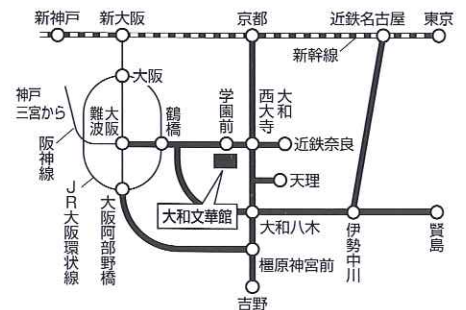 新神戸
新大阪
京都
近鉄名古屋
東京
新幹線
大阪
神戸
三宮から
阪神線
大阪
難波
鶴橋
学園前
大和
西大寺
近鉄奈良
天理
大和文華館
JR大阪環状線
大阪阿部野橋
大和八木
伊勢中川
賢島
橿原神宮前
吉野